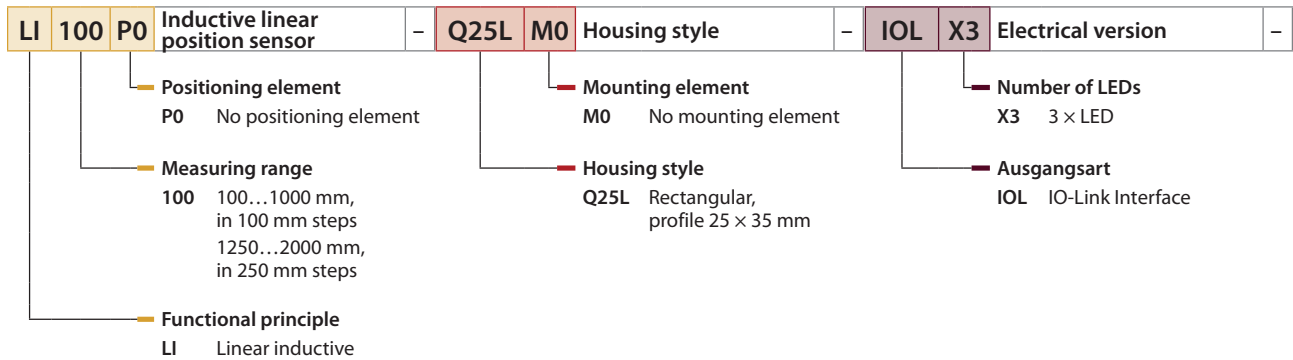 LI 100 P0 Inductive linear position sensor – Q25L M0 Housing style – IOL X3 Electrical version –
Positioning element
P0 No positioning element
Measuring range
100 100…1000 mm,
in 100 mm steps
1250…2000 mm,
in 250 mm steps
Functional principle
LI Linear inductive
Mounting element
M0 No mounting element
Housing style
Q25L Rectangular,
profile 25 × 35 mm
Number of LEDs
X3 3 × LED
Ausgangsart
IOL IO-Link Interface